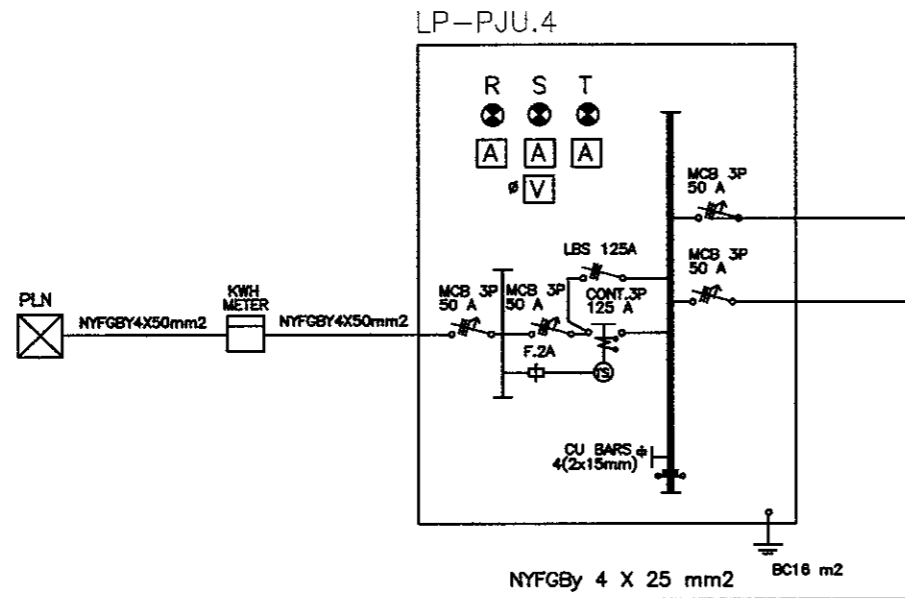 LP-PJU.4
R S T
A A A
ø V
MCB 3P
50 A
LBS 125A
MCB 3P
50 A
PLN
KWH
METER
NYFGBY4X50mm2
NYFGBY4X50mm2
MCB 3P
50 A
MCB 3P
50 A
CONT.3P
125 A
F.2A
TS
CU BARS
4(2x15mm)
BC16 m2
NYFGBy 4 X 25 mm2